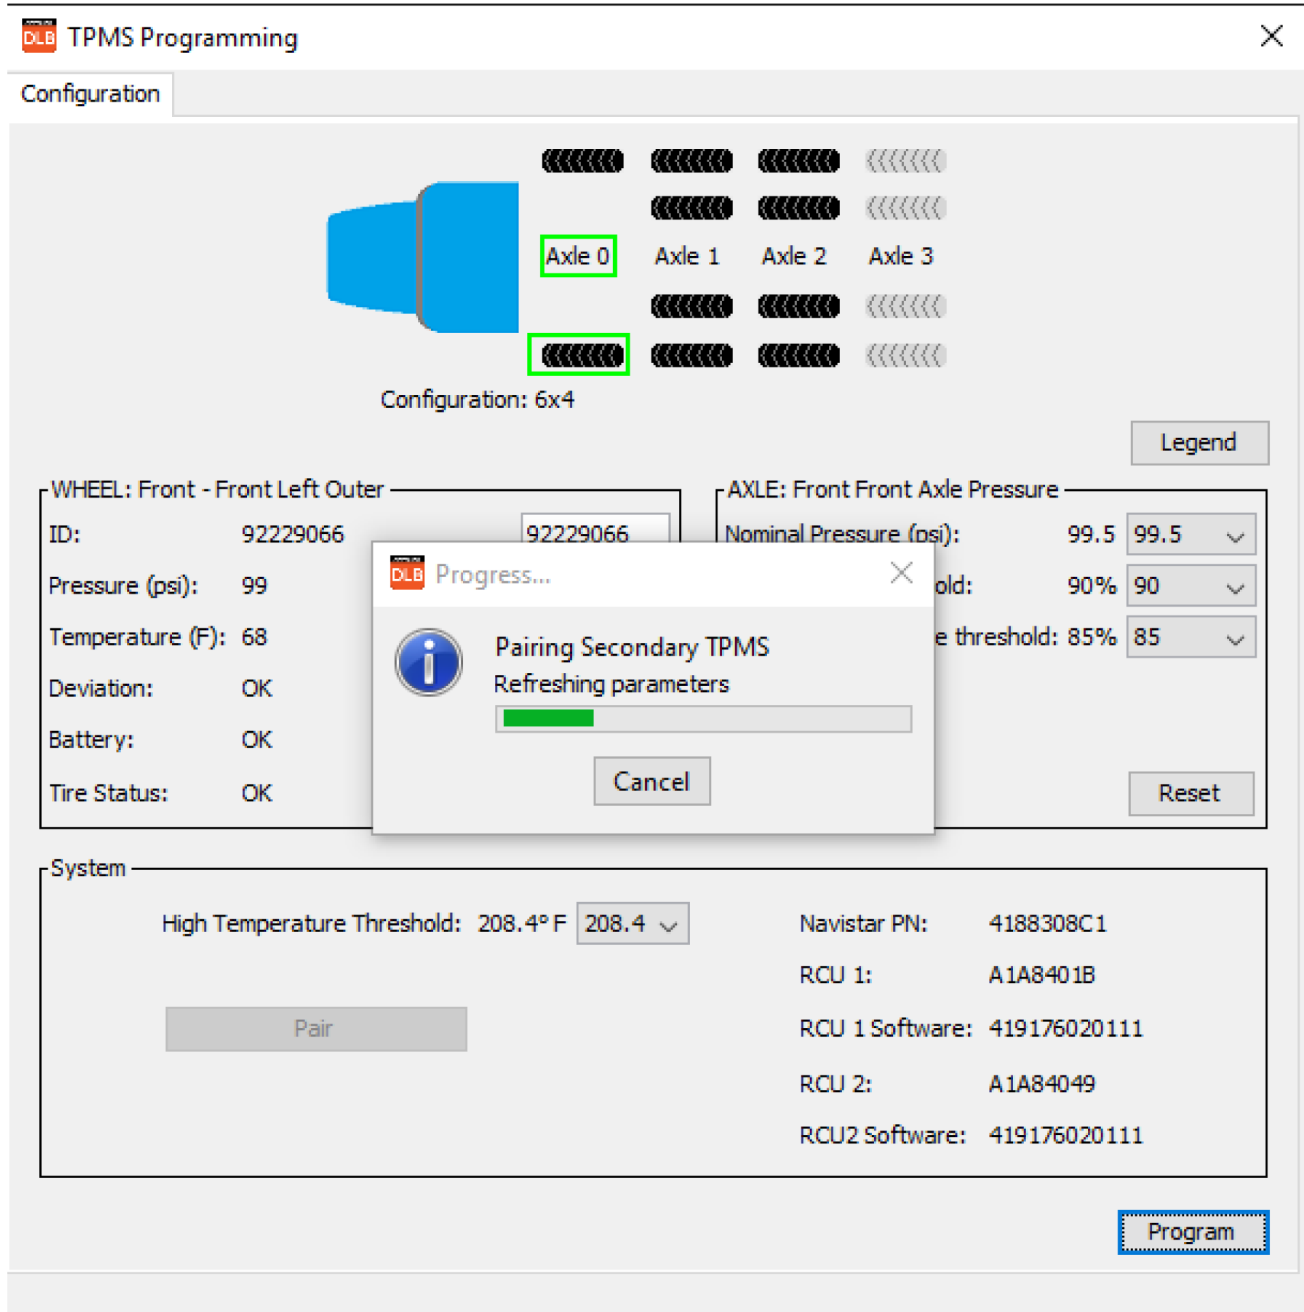 DLB TPMS Programming
Configuration
Axle 0 Axle 1 Axle 2 Axle 3
Configuration: 6x4
Legend
WHEEL: Front - Front Left Outer
ID: 92229066 92229066
Pressure (psi): 99
Temperature (F): 68
Deviation: OK
Battery: OK
Tire Status: OK
AXLE: Front Front Axle Pressure
Nominal Pressure (psi): 99.5 99.5
old: 90% 90
e threshold: 85% 85
Reset
DLB Progress...
Pairing Secondary TPMS
Refreshing parameters
Cancel
System
High Temperature Threshold: 208.4° F 208.4
Pair
Navistar PN: 4188308C1
RCU 1: A1A8401B
RCU 1 Software: 419176020111
RCU 2: A1A84049
RCU2 Software: 419176020111
Program